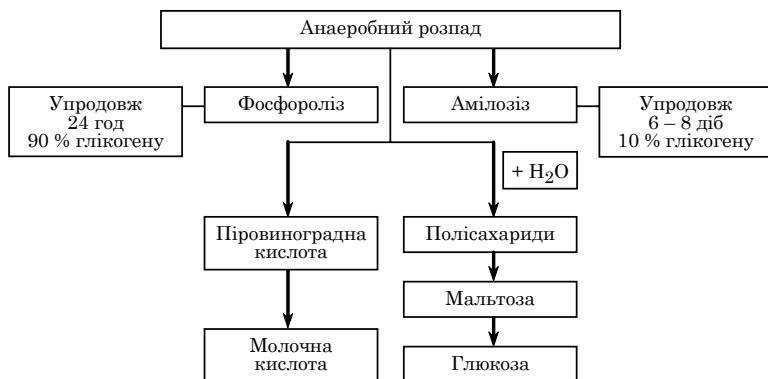 Анаеробний розпад
Упродовж
24 год
90 % глікогену
Фосфороліз
Амілозіз
Упродовж
6 – 8 діб
10 % глікогену
+ H₂O
Піровиноградна
кислота
Полісахариди
Мальтоза
Молочна
кислота
Глюкоза